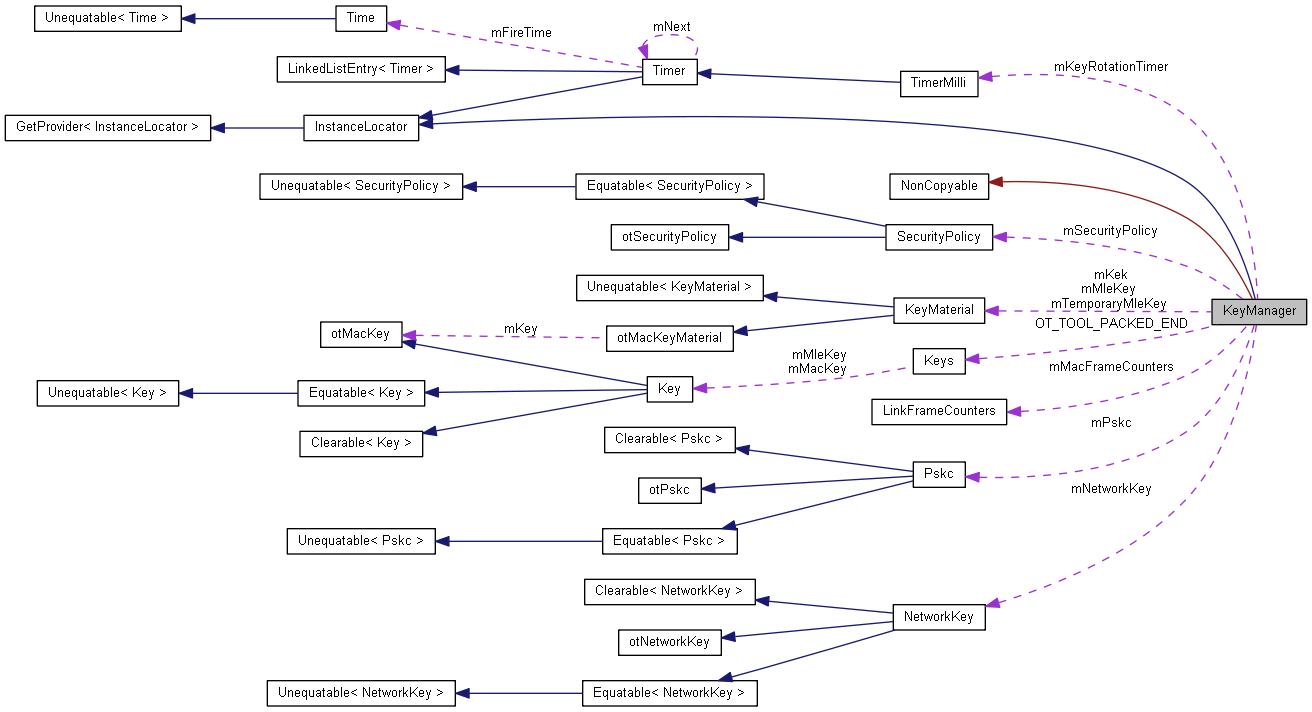 Unequatable< Time >
Time
mFireTime
mNext
LinkedListEntry< Timer >
Timer
TimerMilli
mKeyRotationTimer
GetProvider< InstanceLocator >
InstanceLocator
Unequatable< SecurityPolicy >
Equatable< SecurityPolicy >
NonCopyable
otSecurityPolicy
SecurityPolicy
mSecurityPolicy
Unequatable< KeyMaterial >
KeyMaterial
mKek
mMleKey
mTemporaryMleKey
KeyManager
otMacKey
mKey
otMacKeyMaterial
OT_TOOL_PACKED_END
Keys
mMleKey
mMacKey
mMacFrameCounters
Unequatable< Key >
Equatable< Key >
Key
LinkFrameCounters
Clearable< Key >
Clearable< Pskc >
mPskc
otPskc
Pskc
mNetworkKey
Unequatable< Pskc >
Equatable< Pskc >
Clearable< NetworkKey >
NetworkKey
otNetworkKey
Unequatable< NetworkKey >
Equatable< NetworkKey >